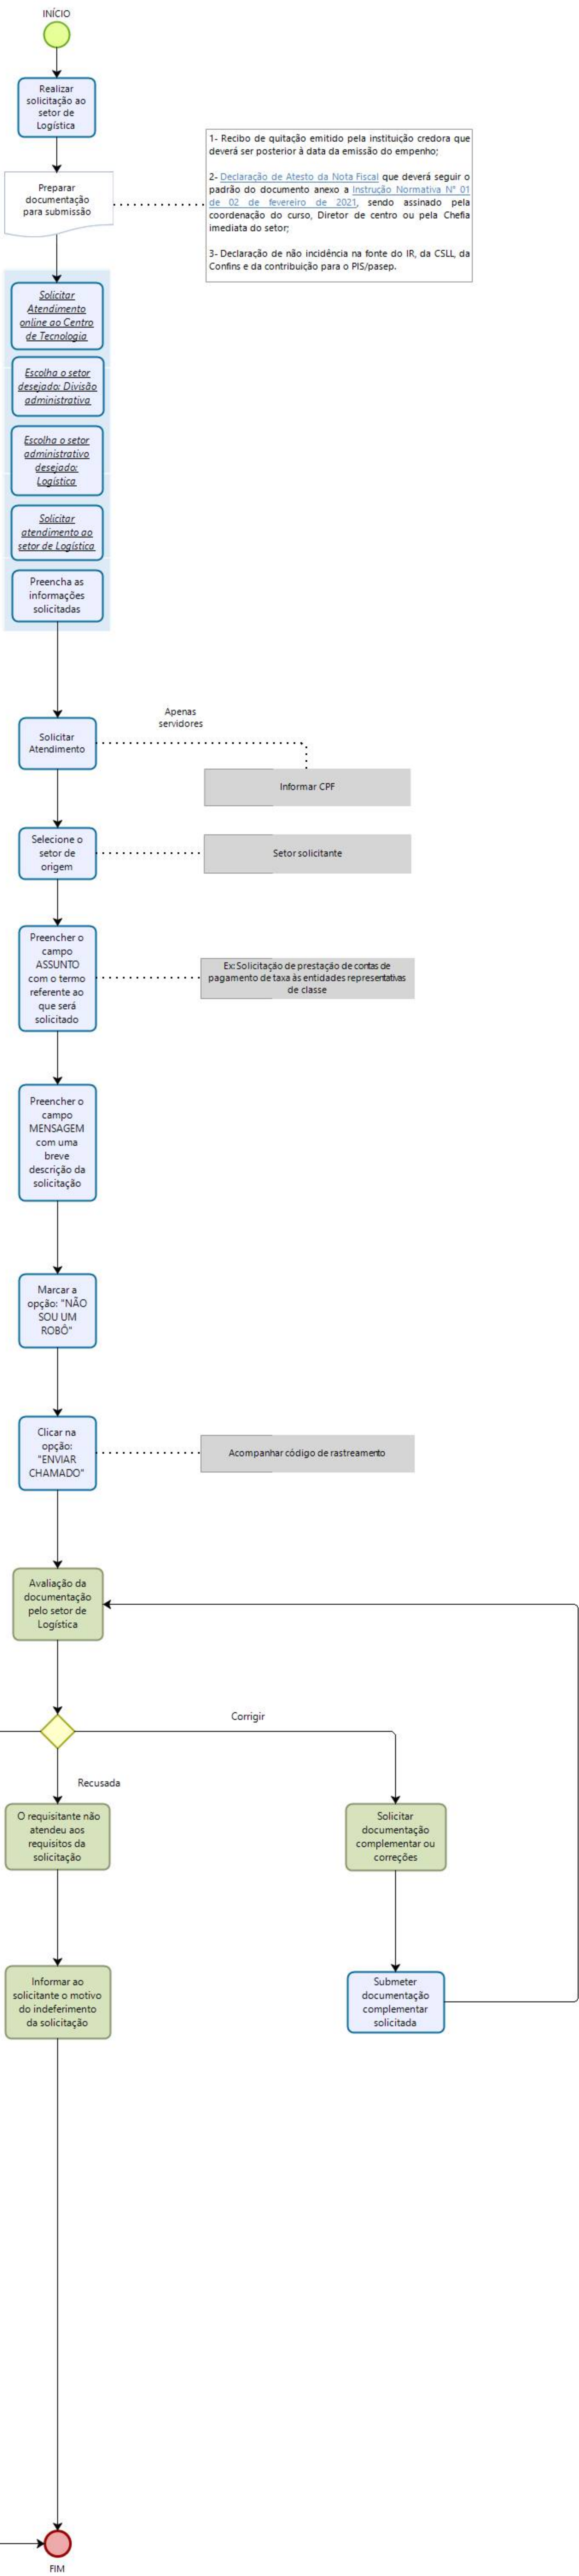 INÍCIO
Realizar
solicitação ao
setor de
Logística
Preparar
documentação
para submissão
1- Recibo de quitação emitido pela instituição credora que
deverá ser posterior à data da emissão do empenho;
2- Declaração de Atesto da Nota Fiscal que deverá seguir o
padrão do documento anexo a Instrução Normativa N° 01
de 02 de fevereiro de 2021, sendo assinado pela
coordenação do curso, Diretor de centro ou pela Chefia
imediata do setor;
3- Declaração de não incidência na fonte do IR, da CSLL, da
Confins e da contribuição para o PIS/pasep.
Solicitar
Atendimento
online ao Centro
de Tecnologia
Escolha o setor
desejado: Divisão
administrativa
Escolha o setor
administrativo
desejado:
Logística
Solicitar
atendimento ao
setor de Logística
Preencha as
informações
solicitadas
Apenas
servidores
Solicitar
Atendimento
Informar CPF
Selecione o
setor de
origem
Setor solicitante
Preencher o
campo
ASSUNTO
com o termo
referente ao
que será
solicitado
Ex: Solicitação de prestação de contas de
pagamento de taxa às entidades representativas
de classe
Preencher o
campo
MENSAGEM
com uma
breve
descrição da
solicitação
Marcar a
opção: "NÃO
SOU UM
ROBÔ"
Clicar na
opção:
"ENVIAR
CHAMADO"
Acompanhar código de rastreamento
Avaliação da
documentação
pelo setor de
Logística
Corrigir
Recusada
O requisitante não
atendeu aos
requisitos da
solicitação
Solicitar
documentação
complementar ou
correções
Informar ao
solicitante o motivo
do indeferimento
da solicitação
Submeter
documentação
complementar
solicitada
FIM